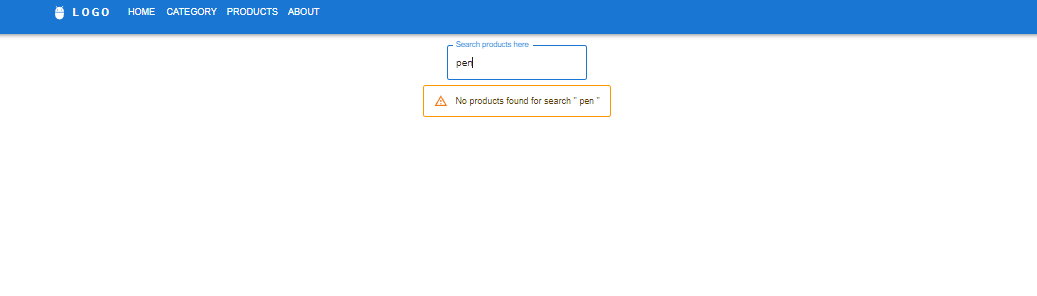 LOGO HOME CATEGORY PRODUCTS ABOUT
Search products here
pen
No products found for search " pen "